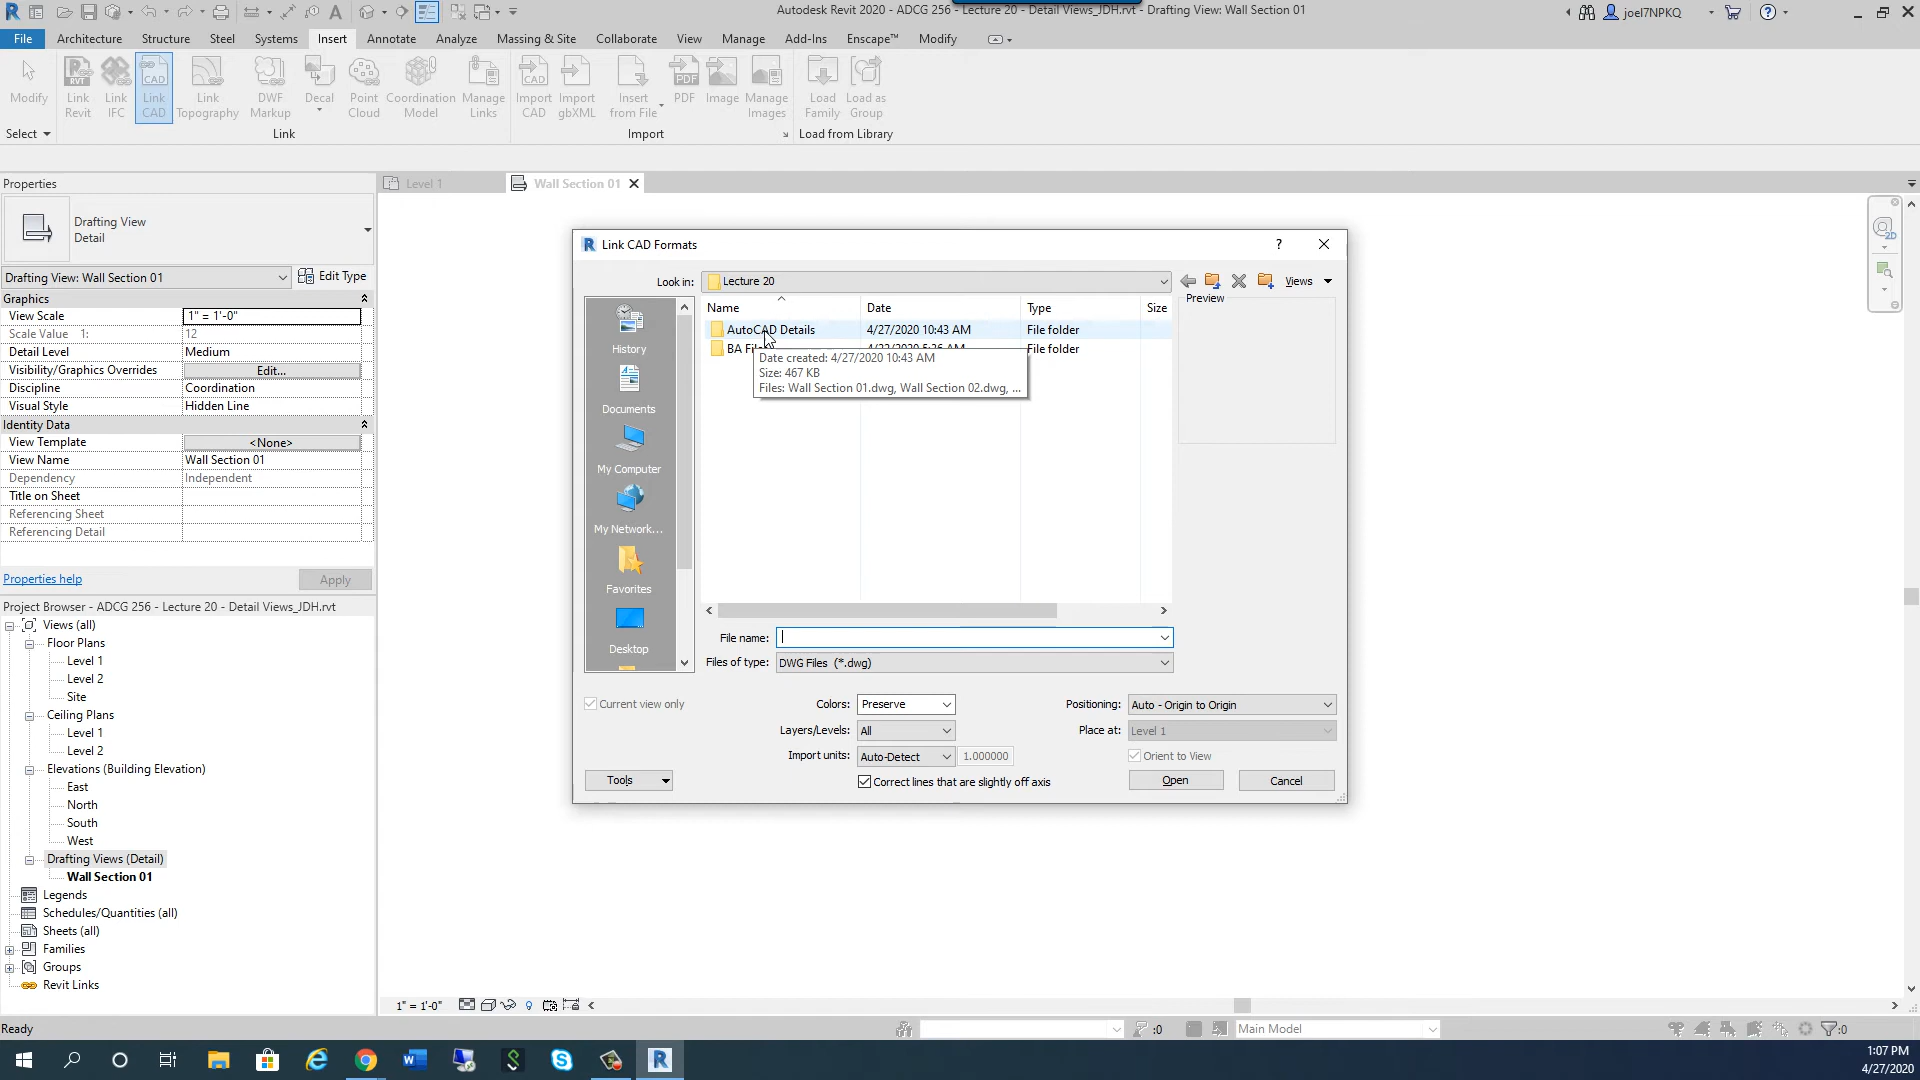 Autodesk Revit 2020 - ADCG 256 - Lecture 20 - Detail Views_JDH.rvt - Drafting View: Wall Section 01
joel7NPKQ
File Architecture Structure Steel Systems Insert Annotate Analyze Massing & Site Collaborate View Manage Add-Ins Enscape™ Modify
Modify
Link Revit
Link IFC
Link CAD
Link Topography
DWF Markup
Decal
Point Cloud
Coordination Model
Manage Links
Import CAD
Import gbXML
Insert from File
PDF
Image
Manage Images
Load Family
Load as Group
Select Link Import Load from Library
Properties
Level 1
Wall Section 01
Drafting View
Detail
Drafting View: Wall Section 01
Edit Type
Graphics
View Scale 1" = 1'-0"
Scale Value 1: 12
Detail Level Medium
Visibility/Graphics Overrides Edit...
Discipline Coordination
Visual Style Hidden Line
Identity Data
View Template <None>
View Name Wall Section 01
Dependency Independent
Title on Sheet
Referencing Sheet
Referencing Detail
Properties help
Apply
Project Browser - ADCG 256 - Lecture 20 - Detail Views_JDH.rvt
Views (all)
Floor Plans
Level 1
Level 2
Site
Ceiling Plans
Level 1
Level 2
Elevations (Building Elevation)
East
North
South
West
Drafting Views (Detail)
Wall Section 01
Legends
Schedules/Quantities (all)
Sheets (all)
Families
Groups
Revit Links
Link CAD Formats
?
Look in: Lecture 20
Views
Name Date Type Size
Preview
AutoCAD Details 4/27/2020 10:43 AM File folder
BA File folder
Date created: 4/27/2020 10:43 AM
Size: 467 KB
Files: Wall Section 01.dwg, Wall Section 02.dwg, ...
History
Documents
My Computer
My Network...
Favorites
Desktop
File name:
Files of type: DWG Files (*.dwg)
Current view only
Colors: Preserve
Positioning: Auto - Origin to Origin
Layers/Levels: All
Place at: Level 1
Import units: Auto-Detect 1.000000
Orient to View
Correct lines that are slightly off axis
Tools
Open
Cancel
2D
1" = 1'-0"
Ready
:0
Main Model
:0
1:07 PM
4/27/2020